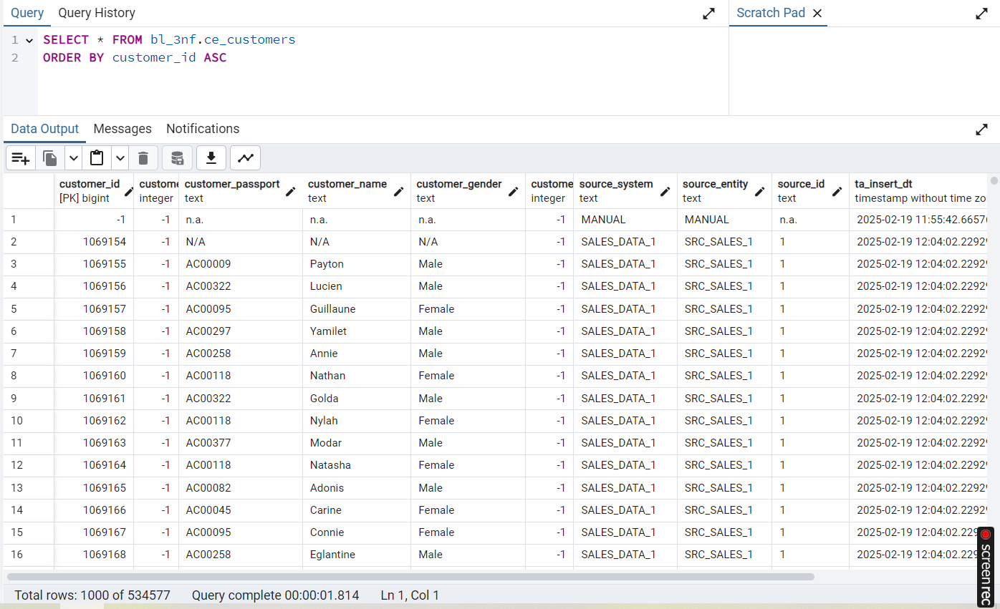 Query Query History Scratch Pad
1 SELECT * FROM bl_3nf.ce_customers
2 ORDER BY customer_id ASC
Data Output Messages Notifications
customer_id custome customer_passport customer_name customer_gender custome source_system source_entity source_id ta_insert_dt
[PK] bigint integer text text text integer text text text timestamp without time zo
1 -1 -1 n.a. n.a. n.a. -1 MANUAL MANUAL n.a. 2025-02-19 11:55:42.6657
2 1069154 -1 N/A N/A N/A -1 SALES_DATA_1 SRC_SALES_1 1 2025-02-19 12:04:02.2292
3 1069155 -1 AC00009 Payton Male -1 SALES_DATA_1 SRC_SALES_1 1 2025-02-19 12:04:02.2292
4 1069156 -1 AC00322 Lucien Male -1 SALES_DATA_1 SRC_SALES_1 1 2025-02-19 12:04:02.2292
5 1069157 -1 AC00095 Guillaune Female -1 SALES_DATA_1 SRC_SALES_1 1 2025-02-19 12:04:02.2292
6 1069158 -1 AC00297 Yamilet Male -1 SALES_DATA_1 SRC_SALES_1 1 2025-02-19 12:04:02.2292
7 1069159 -1 AC00258 Annie Male -1 SALES_DATA_1 SRC_SALES_1 1 2025-02-19 12:04:02.2292
8 1069160 -1 AC00118 Nathan Female -1 SALES_DATA_1 SRC_SALES_1 1 2025-02-19 12:04:02.2292
9 1069161 -1 AC00322 Golda Male -1 SALES_DATA_1 SRC_SALES_1 1 2025-02-19 12:04:02.2292
10 1069162 -1 AC00118 Nylah Female -1 SALES_DATA_1 SRC_SALES_1 1 2025-02-19 12:04:02.2292
11 1069163 -1 AC00377 Modar Male -1 SALES_DATA_1 SRC_SALES_1 1 2025-02-19 12:04:02.2292
12 1069164 -1 AC00118 Natasha Female -1 SALES_DATA_1 SRC_SALES_1 1 2025-02-19 12:04:02.2292
13 1069165 -1 AC00082 Adonis Male -1 SALES_DATA_1 SRC_SALES_1 1 2025-02-19 12:04:02.2292
14 1069166 -1 AC00045 Carine Female -1 SALES_DATA_1 SRC_SALES_1 1 2025-02-19 12:04:02.2292
15 1069167 -1 AC00095 Connie Female -1 SALES_DATA_1 SRC_SALES_1 1 2025-02-19 12:04:02.229
16 1069168 -1 AC00258 Eglantine Male -1 SALES_DATA_1 SRC_SALES_1 1 2025-02-19 12:04:02.229
screenrec
Total rows: 1000 of 534577 Query complete 00:00:01.814 Ln 1, Col 1